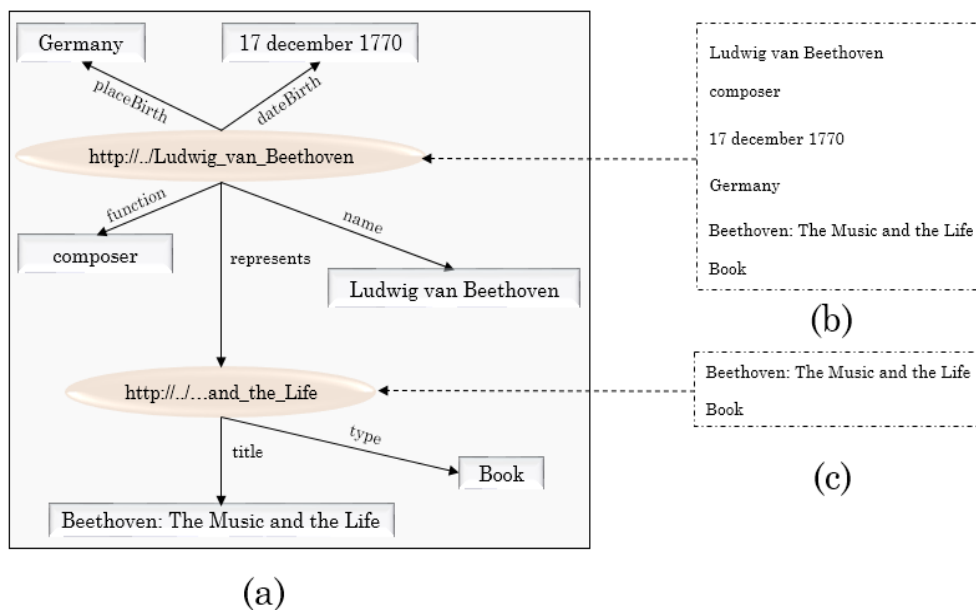 Germany
17 december 1770
placeBirth
dateBirth
http://../Ludwig_van_Beethoven
function
name
composer
represents
Ludwig van Beethoven
http://../...and_the_Life
type
title
Book
Beethoven: The Music and the Life
(a)
Ludwig van Beethoven
composer
17 december 1770
Germany
Beethoven: The Music and the Life
Book
(b)
Beethoven: The Music and the Life
Book
(c)